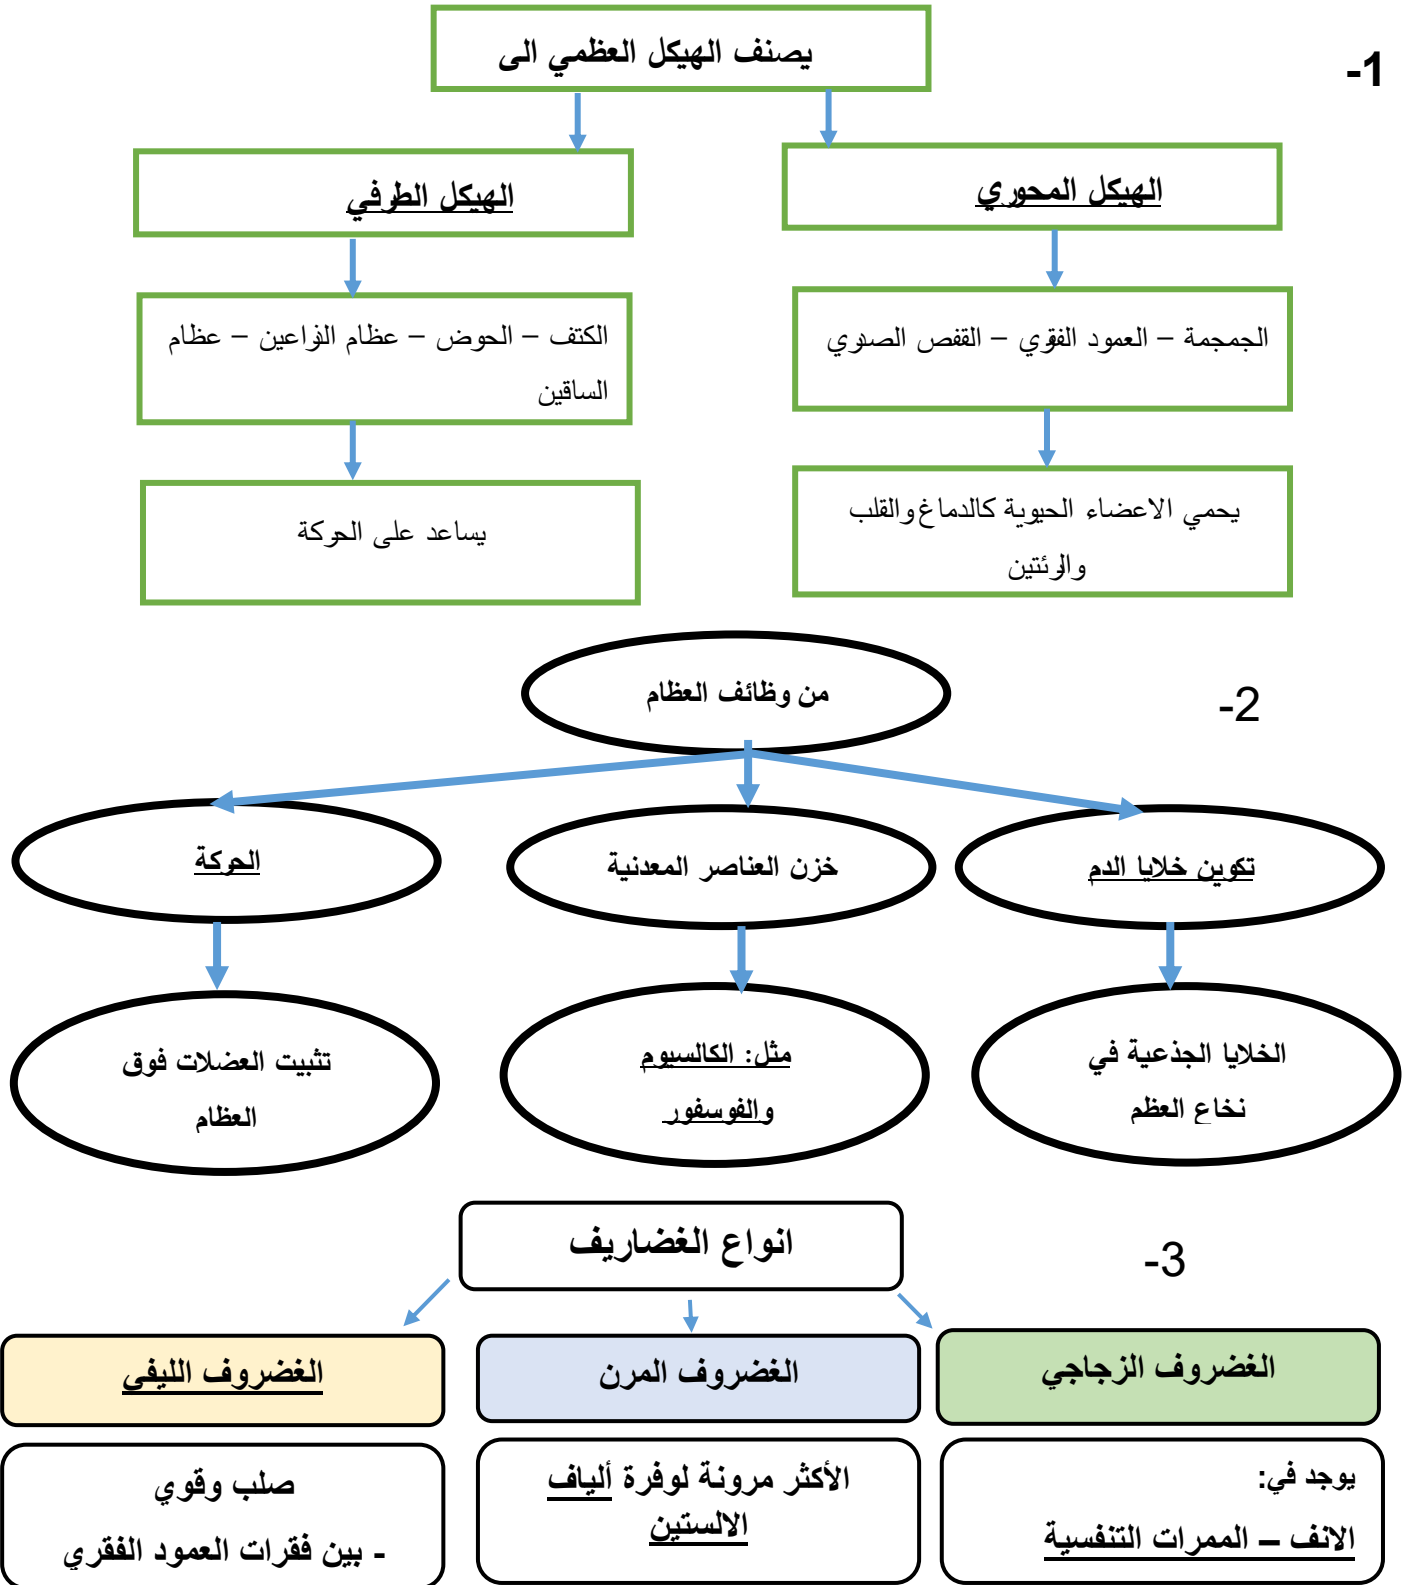 1-
يصنف الهيكل العظمي الى
الهيكل المحوري
الهيكل الطرفي
الجمجمة – العمود الفقري – القفص الصدري
الكتف – الحوض – عظام الذراعين – عظام
الساقين
يحمي الاعضاء الحيوية كالدماغ والقلب
والرئتين
يساعد على الحركة
2-
من وظائف العظام
تكوين خلايا الدم
خزن العناصر المعدنية
الحركة
الخلايا الجذعية في
نخاع العظم
مثل: الكالسيوم
والفوسفور
تثبيت العضلات فوق
العظام
3-
انواع الغضاريف
الغضروف الزجاجي
الغضروف المرن
الغضروف الليفي
يوجد في:
الانف – الممرات التنفسية
الأكثر مرونة لوفرة ألياف
الالستين
صلب وقوي
- بين فقرات العمود الفقري